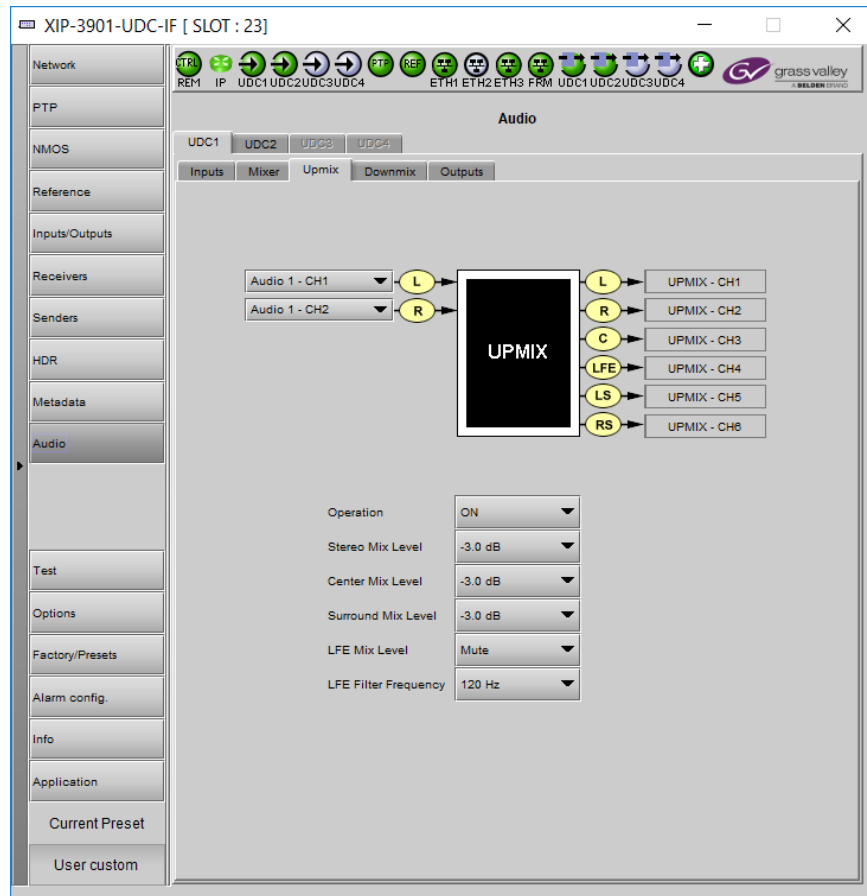 XIP-3901-UDC-IF [ SLOT : 23]
Network
PTP
NMOS
Reference
Inputs/Outputs
Receivers
Senders
HDR
Metadata
Audio
Test
Options
Factory/Presets
Alarm config.
Info
Application
Current Preset
User custom
CTRL PTP REF
REM IP UDC1 UDC2 UDC3 UDC4 ETH1 ETH2 ETH3 FRM UDC1 UDC2 UDC3 UDC4
GV grass valley
A BELDEN BRAND
Audio
UDC1 UDC2 UDC3 UDC4
Inputs Mixer Upmix Downmix Outputs
Audio 1 - CH1 L L UPMIX - CH1
Audio 1 - CH2 R R UPMIX - CH2
C UPMIX - CH3
UPMIX
LFE UPMIX - CH4
LS UPMIX - CH5
RS UPMIX - CH6
Operation ON
Stereo Mix Level -3.0 dB
Center Mix Level -3.0 dB
Surround Mix Level -3.0 dB
LFE Mix Level Mute
LFE Filter Frequency 120 Hz